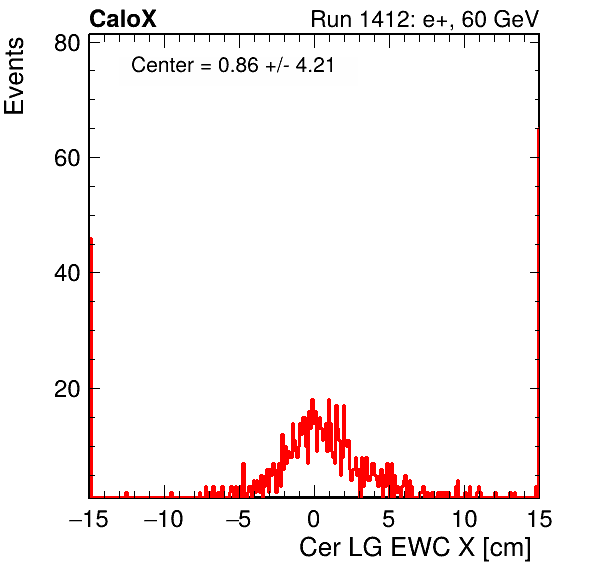 CaloX Run 1412: e+, 60 GeV
Events
Center = 0.86 +/- 4.21
80
60
40
20
−15 −10 −5 0 5 10 15
Cer LG EWC X [cm]